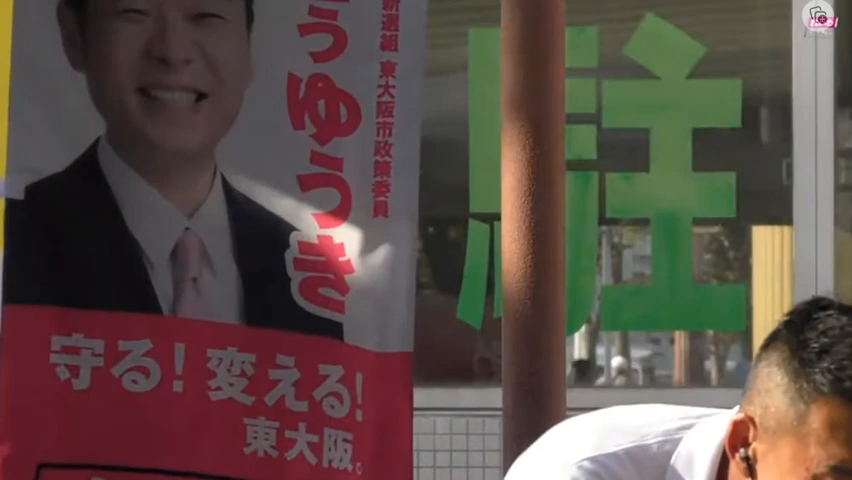 新選組 東大阪市政策委員
うゆうき
守る! 変える!
東大阪。
駐